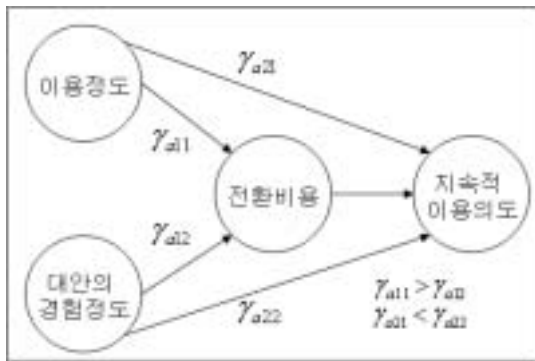 이용정도
γa21
γa11
전환비용
지속적
이용의도
γa12
대안의
경험정도
γa22
γa11 > γa12
γa21 < γa22